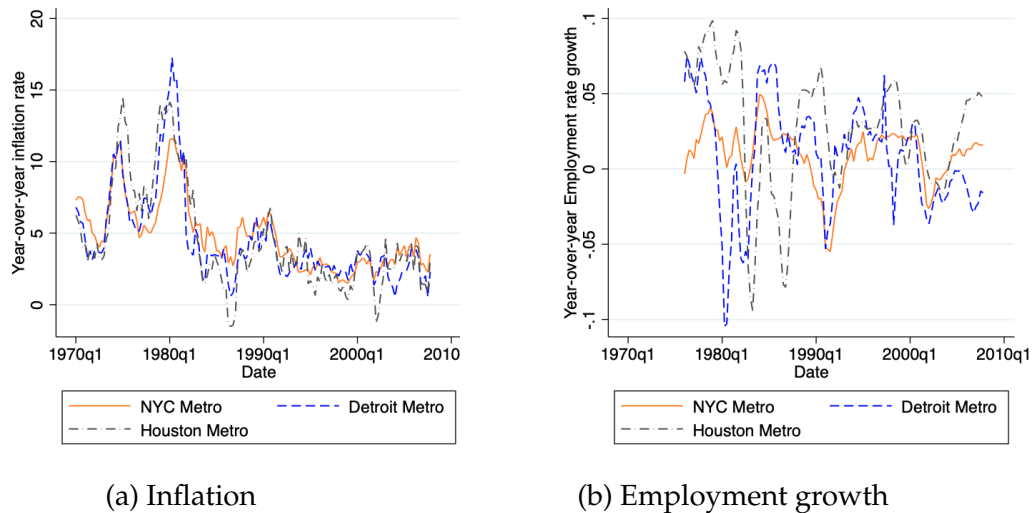 Year-over-year inflation rate
20
15
10
5
0
1970q1
1980q1
1990q1
2000q1
2010
Date
NYC Metro
Detroit Metro
Houston Metro
(a) Inflation
Year-over-year Employment rate growth
.1
.05
0
-.05
-.1
1970q1
1980q1
1990q1
2000q1
2010q1
Date
NYC Metro
Detroit Metro
Houston Metro
(b) Employment growth